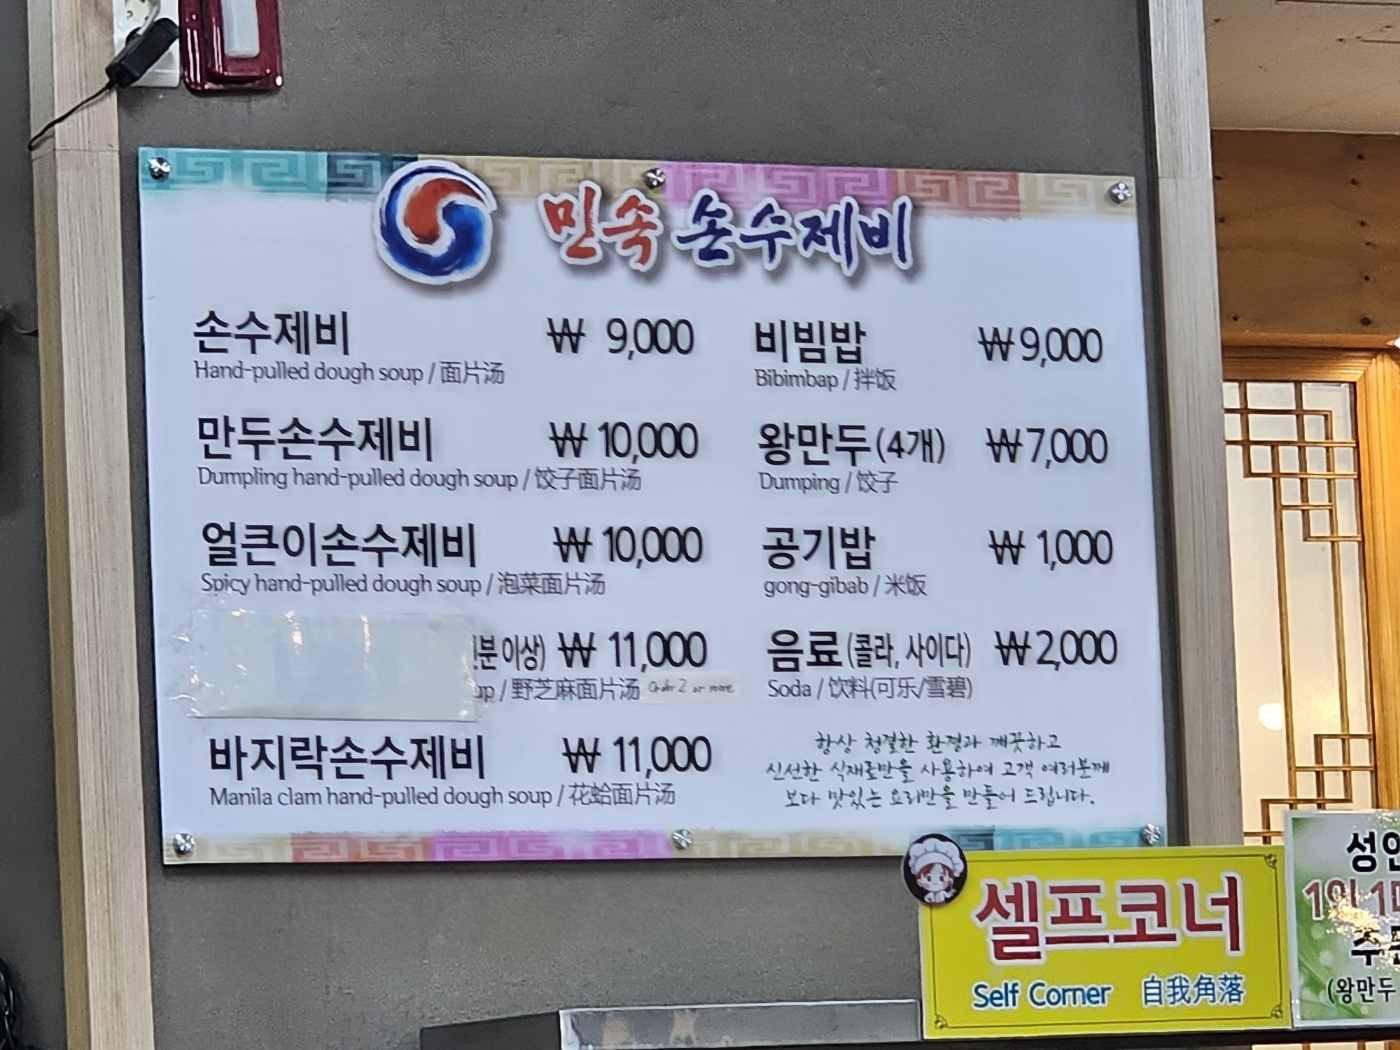 민속 손수제비
손수제비 ₩ 9,000
Hand-pulled dough soup / 面片汤
만두손수제비 ₩ 10,000
Dumpling hand-pulled dough soup / 饺子面片汤
얼큰이손수제비 ₩ 10,000
Spicy hand-pulled dough soup / 泡菜面片汤
분 이상) ₩ 11,000
up / 野芝麻面片汤 Order 2 or more
바지락손수제비 ₩ 11,000
Manila clam hand-pulled dough soup / 花蛤面片汤
비빔밥 ₩ 9,000
Bibimbap / 拌饭
왕만두(4개) ₩ 7,000
Dumping / 饺子
공기밥 ₩ 1,000
gong-gibab / 米饭
음료(콜라, 사이다) ₩ 2,000
Soda / 饮料(可乐/雪碧)
항상 청결한 환경과 깨끗하고
신선한 식재료만을 사용하여 고객 여러분께
보다 맛있는 요리만을 만들어 드립니다.
셀프코너
Self Corner 自我角落
(왕만두